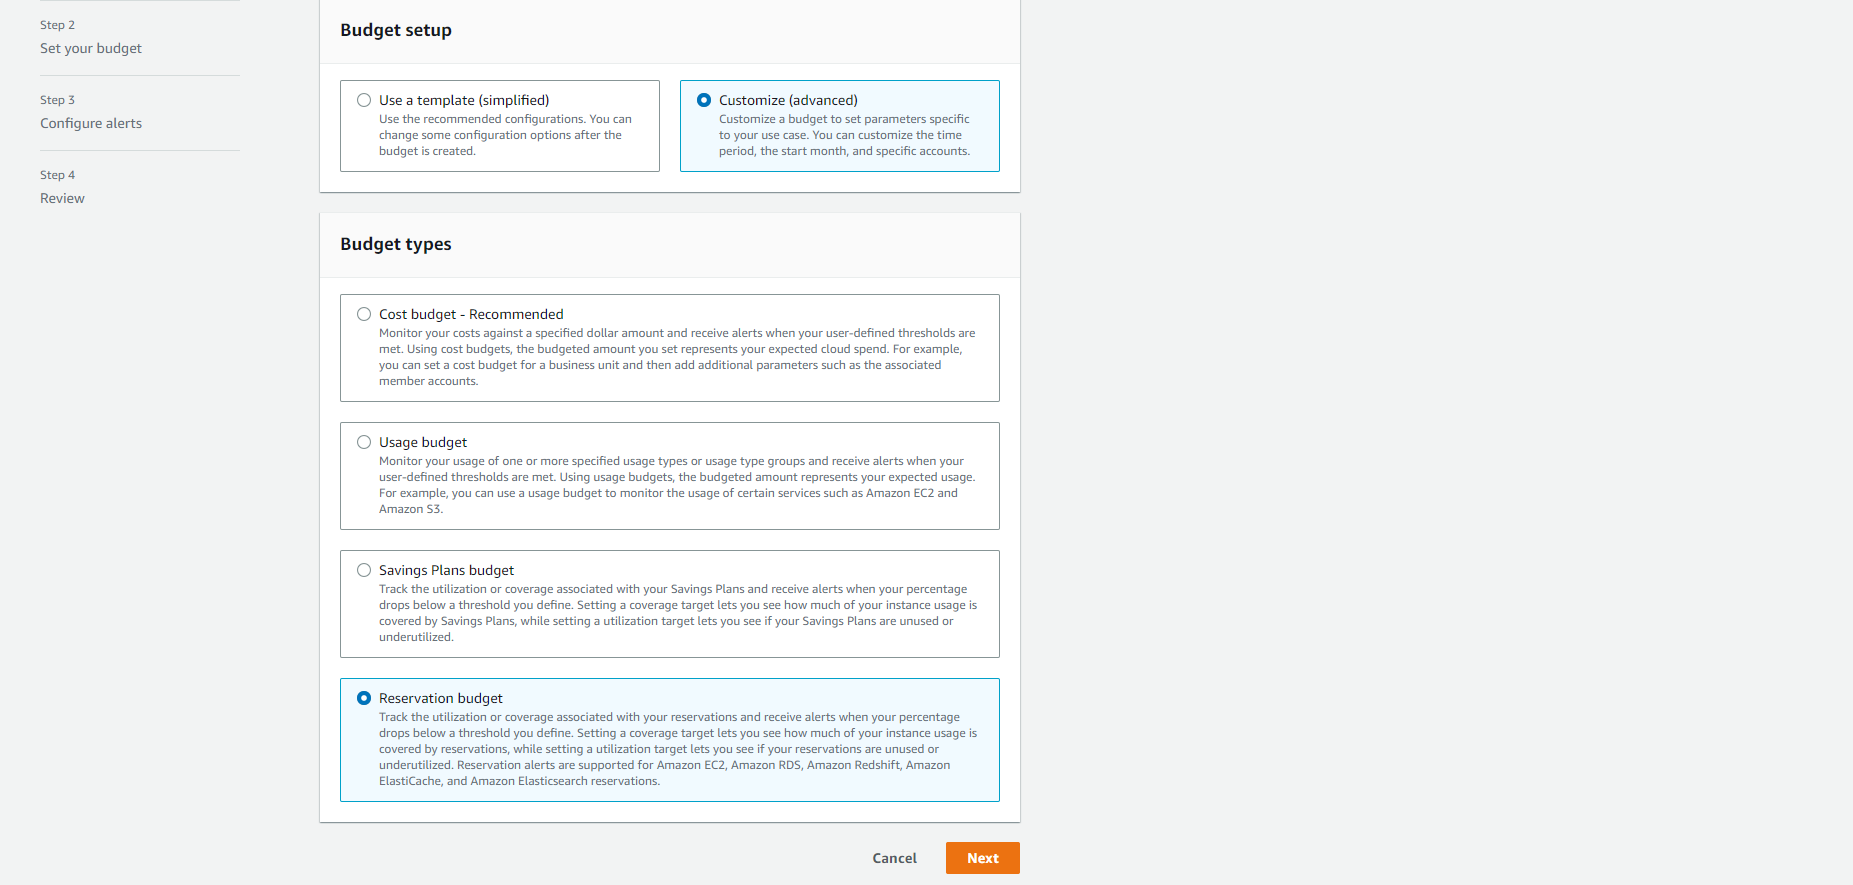 Step 2
Set your budget
Step 3
Configure alerts
Step 4
Review
Budget setup
Use a template (simplified)
Use the recommended configurations. You can
change some configuration options after the
budget is created.
Customize (advanced)
Customize a budget to set parameters specific
to your use case. You can customize the time
period, the start month, and specific accounts.
Budget types
Cost budget - Recommended
Monitor your costs against a specified dollar amount and receive alerts when your user-defined thresholds are
met. Using cost budgets, the budgeted amount you set represents your expected cloud spend. For example,
you can set a cost budget for a business unit and then add additional parameters such as the associated
member accounts.
Usage budget
Monitor your usage of one or more specified usage types or usage type groups and receive alerts when your
user-defined thresholds are met. Using usage budgets, the budgeted amount represents your expected usage.
For example, you can use a usage budget to monitor the usage of certain services such as Amazon EC2 and
Amazon S3.
Savings Plans budget
Track the utilization or coverage associated with your Savings Plans and receive alerts when your percentage
drops below a threshold you define. Setting a coverage target lets you see how much of your instance usage is
covered by Savings Plans, while setting a utilization target lets you see if your Savings Plans are unused or
underutilized.
Reservation budget
Track the utilization or coverage associated with your reservations and receive alerts when your percentage
drops below a threshold you define. Setting a coverage target lets you see how much of your instance usage is
covered by reservations, while setting a utilization target lets you see if your reservations are unused or
underutilized. Reservation alerts are supported for Amazon EC2, Amazon RDS, Amazon Redshift, Amazon
ElastiCache, and Amazon Elasticsearch reservations.
Cancel
Next